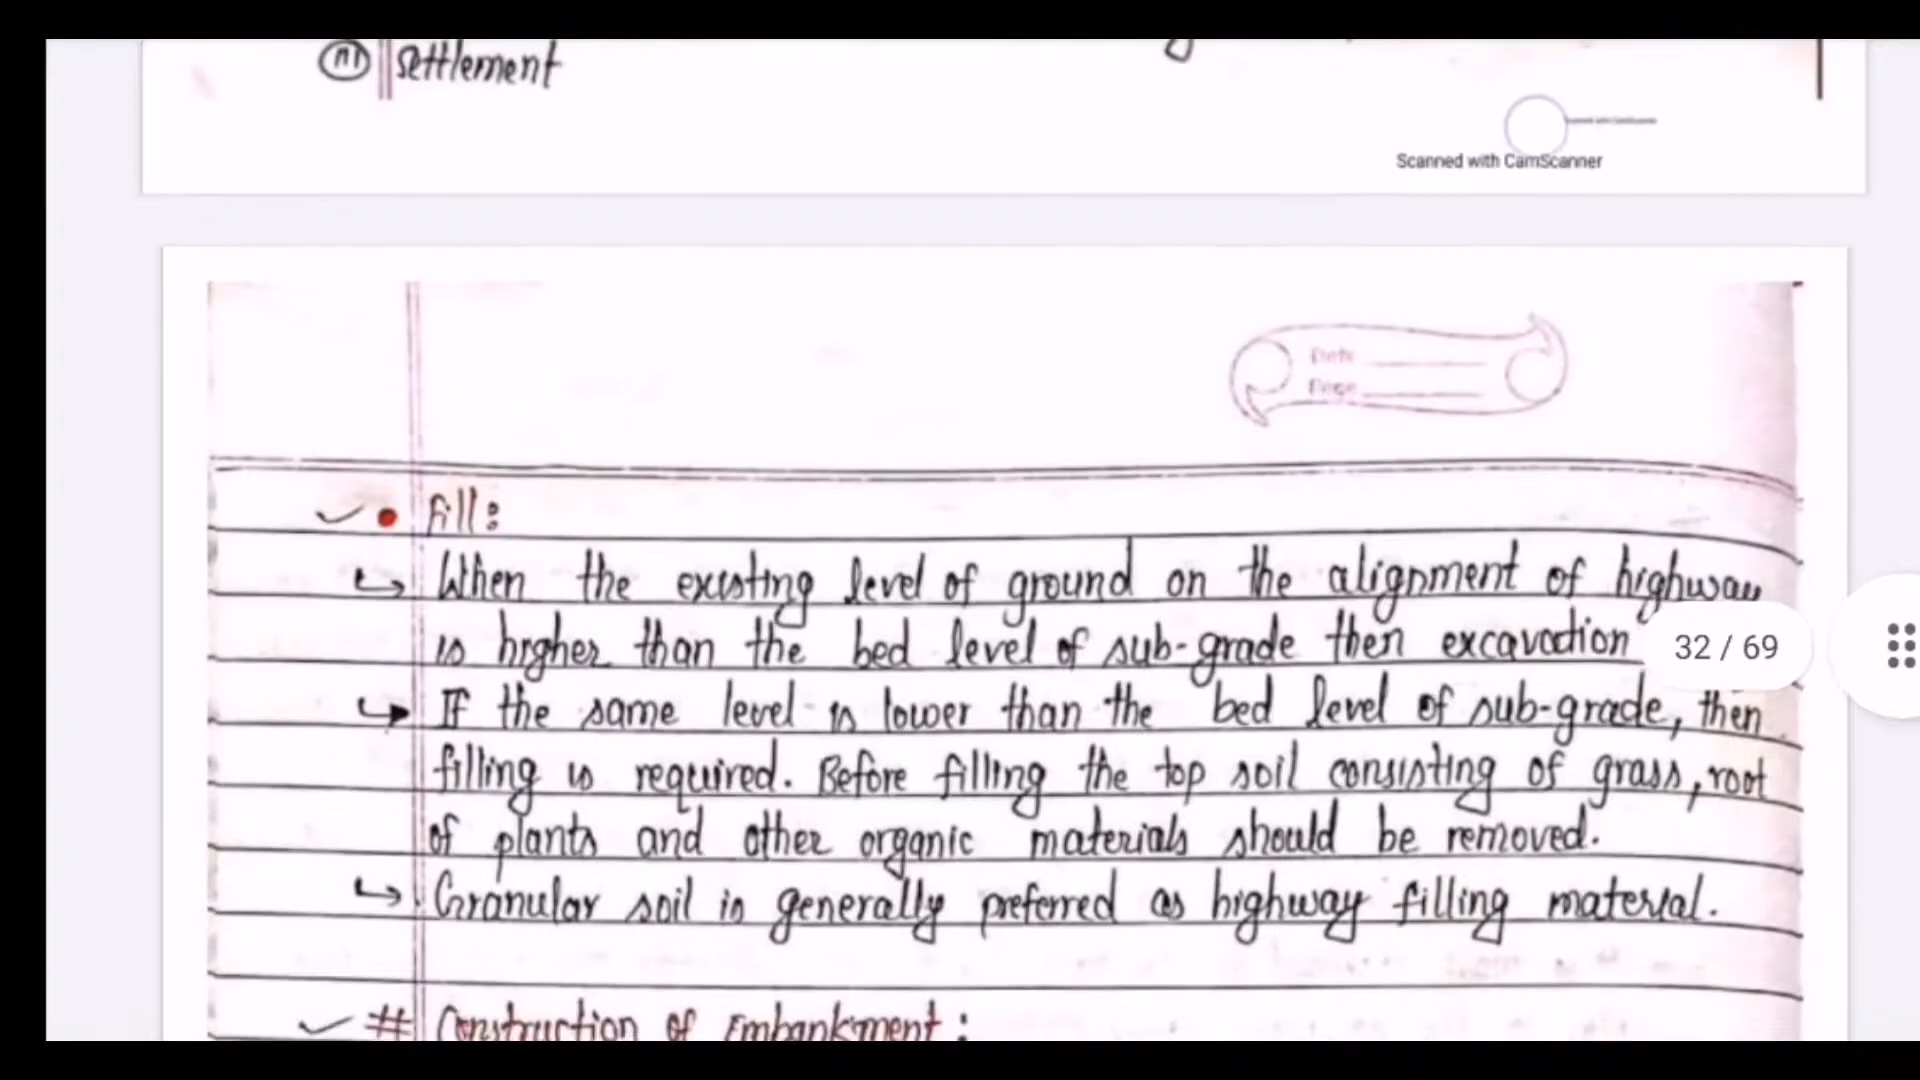 Settlement
Scanned with CamScanner
Date
Page
Fill:
When the existing level of ground on the alignment of highway
is higher than the bed level of sub-grade then excavation
32 / 69
If the same level is lower than the bed level of sub-grade, then
filling is required. Before filling the top soil consisting of grass, root
of plants and other organic materials should be removed.
Granular soil is generally preferred as highway filling material.
# Construction of Embankment: